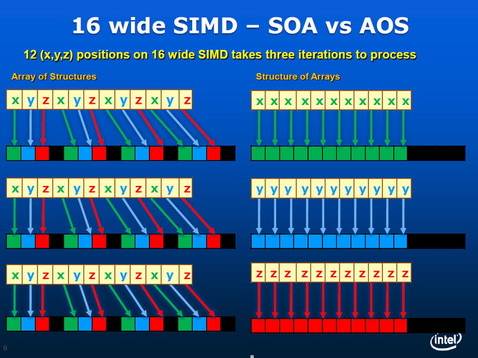 16 wide SIMD – SOA vs AOS
12 (x,y,z) positions on 16 wide SIMD takes three iterations to process
Array of Structures
Structure of Arrays
x y z x y z x y z x y z
x x x x x x x x x x x
x y z x y z x y z x y z
y y y y y y y y y y y
x y z x y z x y z x y z
z z z z z z z z z z z
9
intel